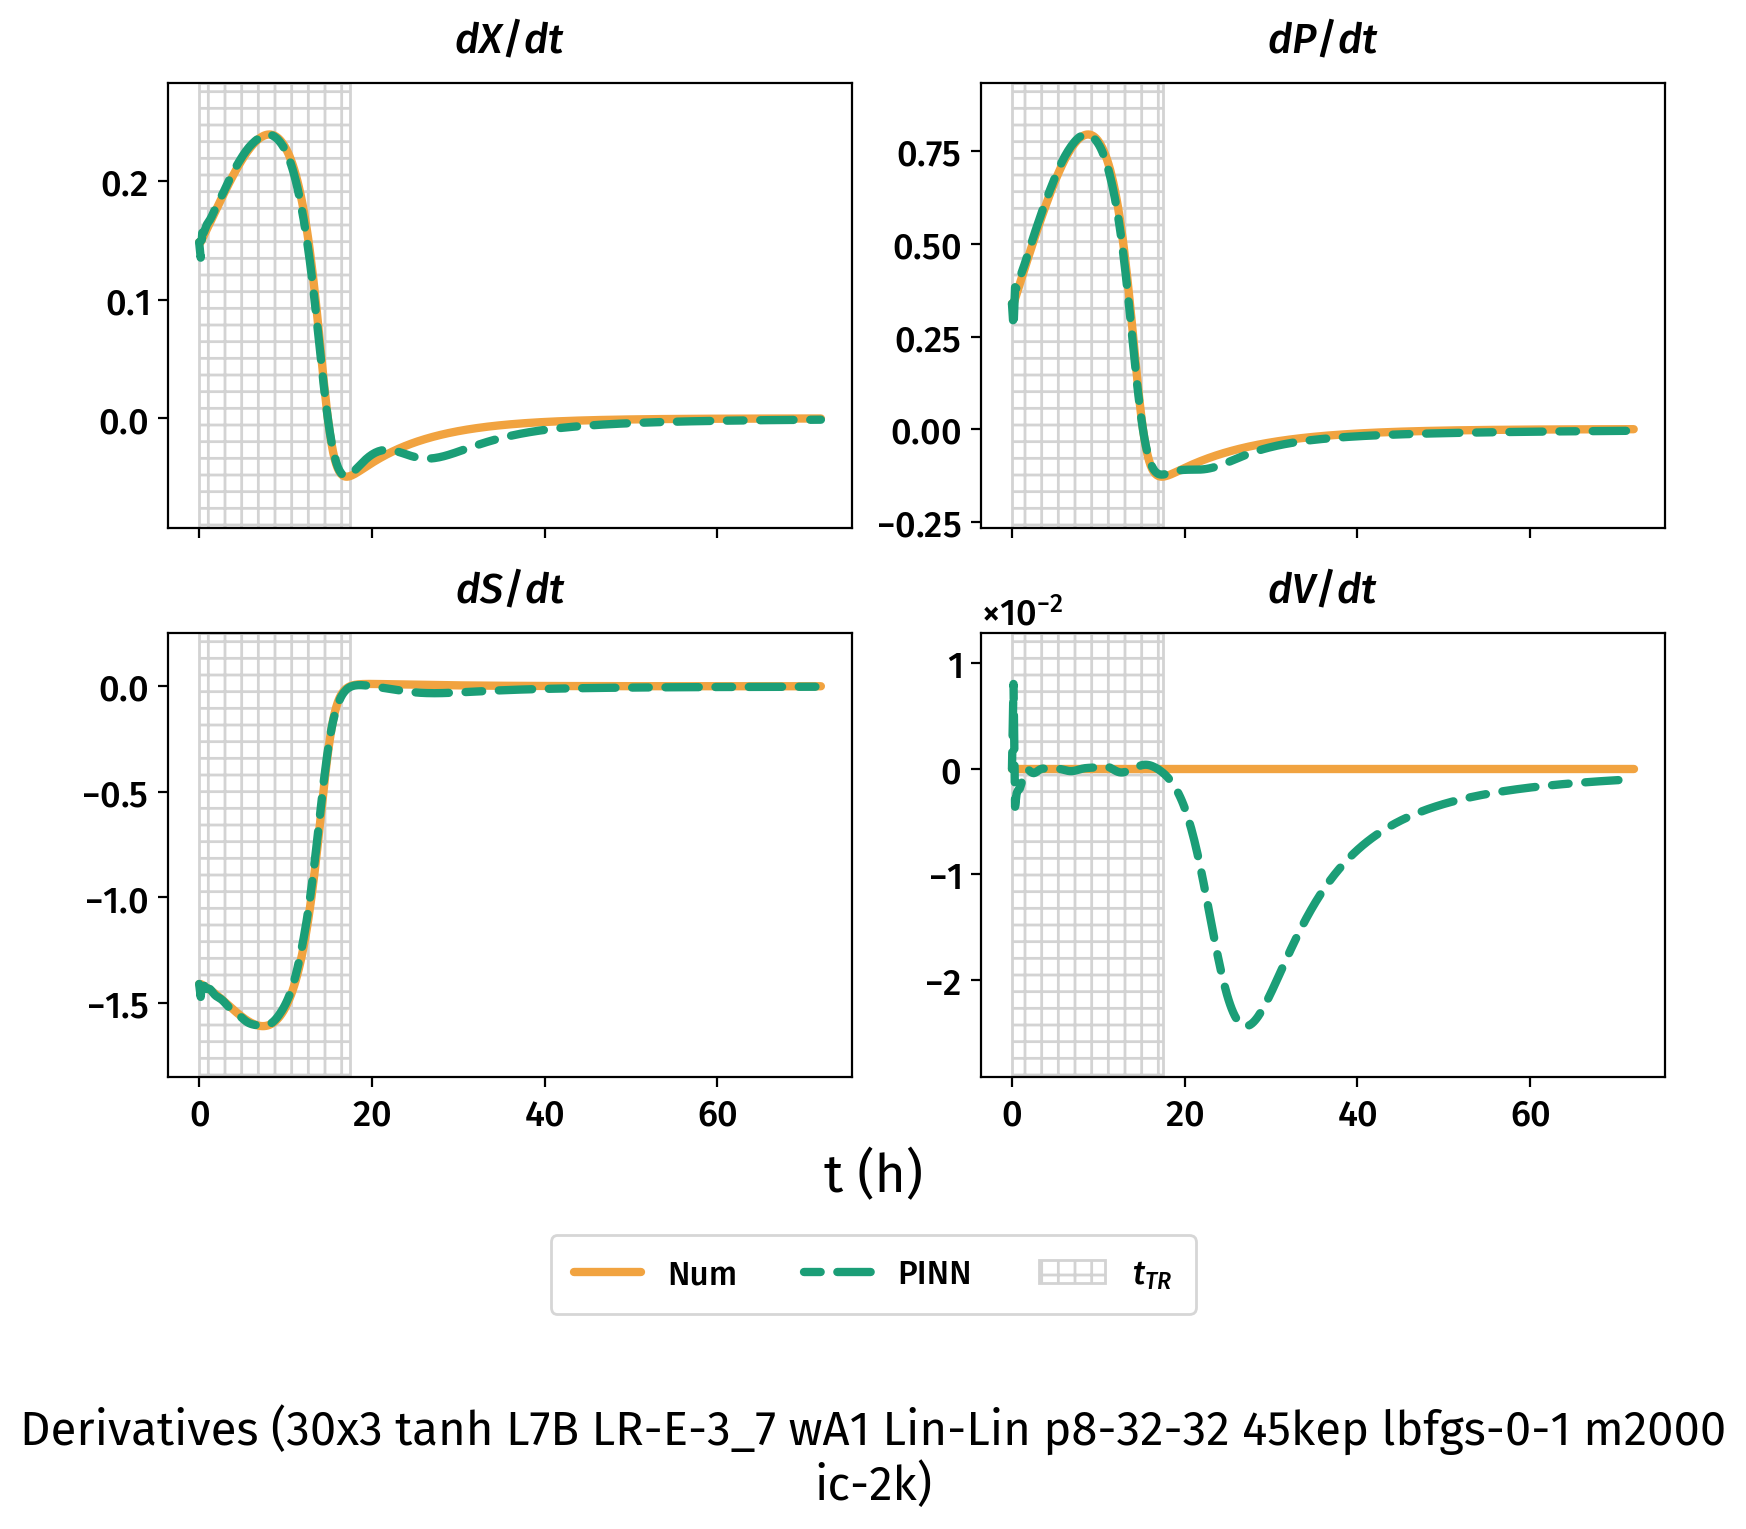 dX/dt
dP/dt
0.2
0.1
0.0
0.75
0.50
0.25
0.00
−0.25
dS/dt
dV/dt
×10⁻²
0.0
−0.5
−1.0
−1.5
1
0
−1
−2
0 20 40 60
0 20 40 60
t (h)
Num PINN t_TR
Derivatives (30x3 tanh L7B LR-E-3_7 wA1 Lin-Lin p8-32-32 45kep lbfgs-0-1 m2000
ic-2k)